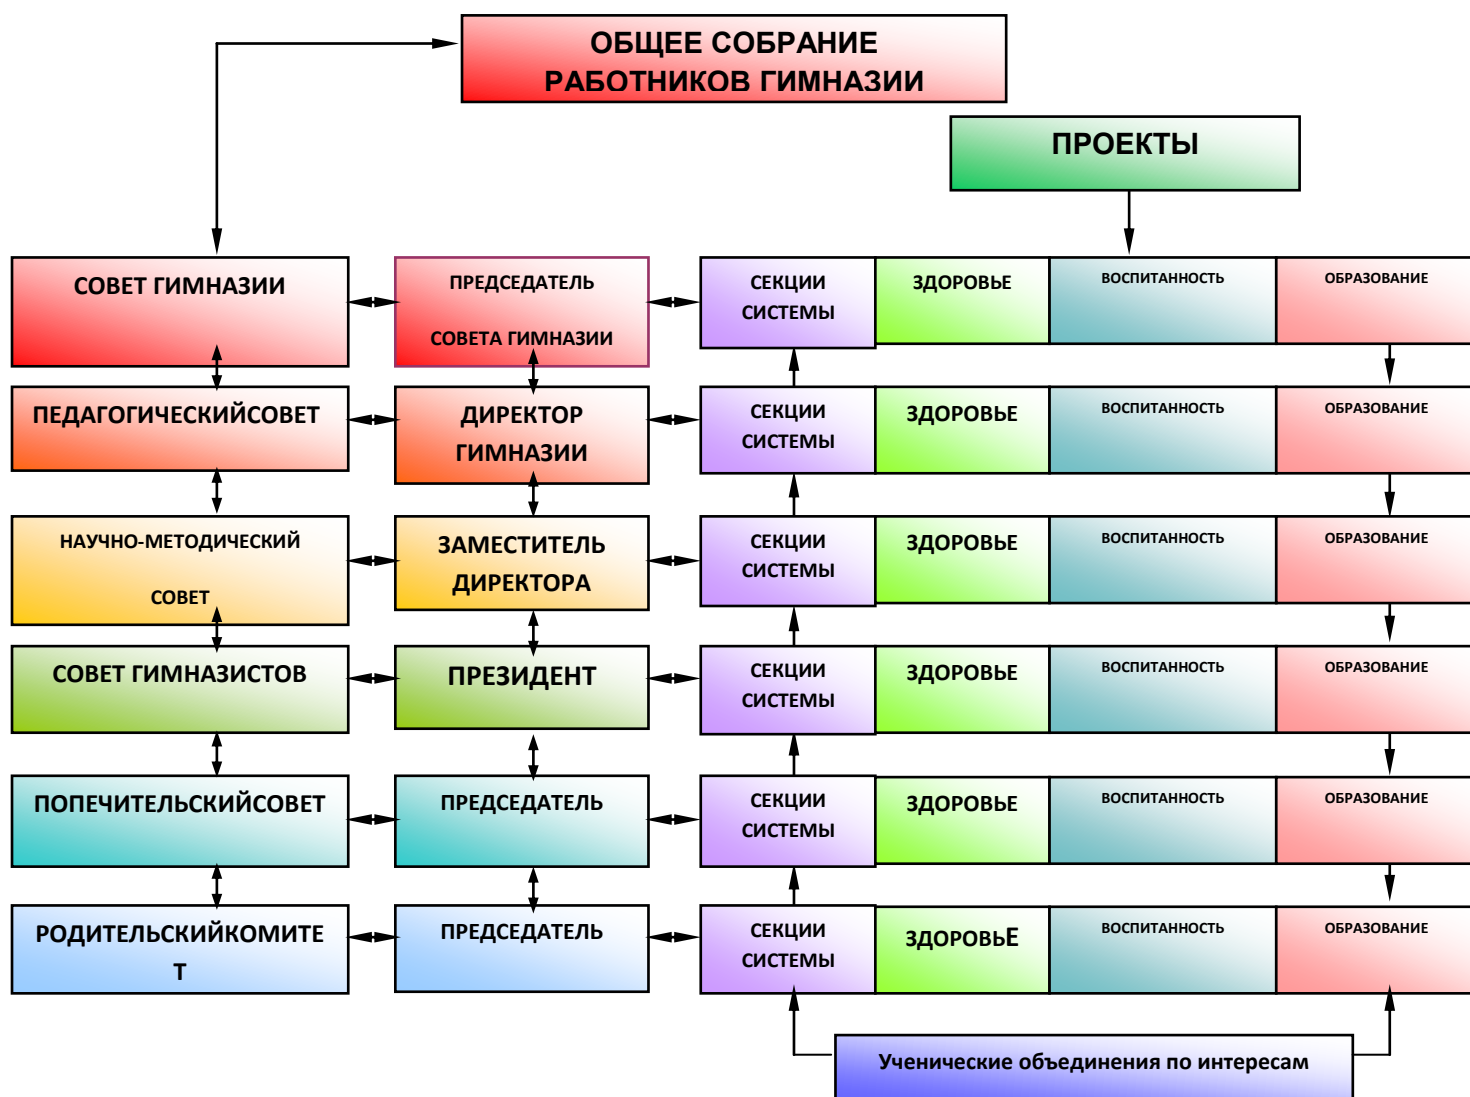 ОБЩЕЕ СОБРАНИЕ
РАБОТНИКОВ ГИМНАЗИИ
ПРОЕКТЫ
СОВЕТ ГИМНАЗИИ
ПРЕДСЕДАТЕЛЬ
СОВЕТА ГИМНАЗИИ
СЕКЦИИ
СИСТЕМЫ
ЗДОРОВЬЕ
ВОСПИТАННОСТЬ
ОБРАЗОВАНИЕ
ПЕДАГОГИЧЕСКИЙСОВЕТ
ДИРЕКТОР
ГИМНАЗИИ
СЕКЦИИ
СИСТЕМЫ
ЗДОРОВЬЕ
ВОСПИТАННОСТЬ
ОБРАЗОВАНИЕ
НАУЧНО-МЕТОДИЧЕСКИЙ
СОВЕТ
ЗАМЕСТИТЕЛЬ
ДИРЕКТОРА
СЕКЦИИ
СИСТЕМЫ
ЗДОРОВЬЕ
ВОСПИТАННОСТЬ
ОБРАЗОВАНИЕ
СОВЕТ ГИМНАЗИСТОВ
ПРЕЗИДЕНТ
СЕКЦИИ
СИСТЕМЫ
ЗДОРОВЬЕ
ВОСПИТАННОСТЬ
ОБРАЗОВАНИЕ
ПОПЕЧИТЕЛЬСКИЙСОВЕТ
ПРЕДСЕДАТЕЛЬ
СЕКЦИИ
СИСТЕМЫ
ЗДОРОВЬЕ
ВОСПИТАННОСТЬ
ОБРАЗОВАНИЕ
РОДИТЕЛЬСКИЙКОМИТЕ
Т
ПРЕДСЕДАТЕЛЬ
СЕКЦИИ
СИСТЕМЫ
ЗДОРОВЬЕ
ВОСПИТАННОСТЬ
ОБРАЗОВАНИЕ
Ученические объединения по интересам